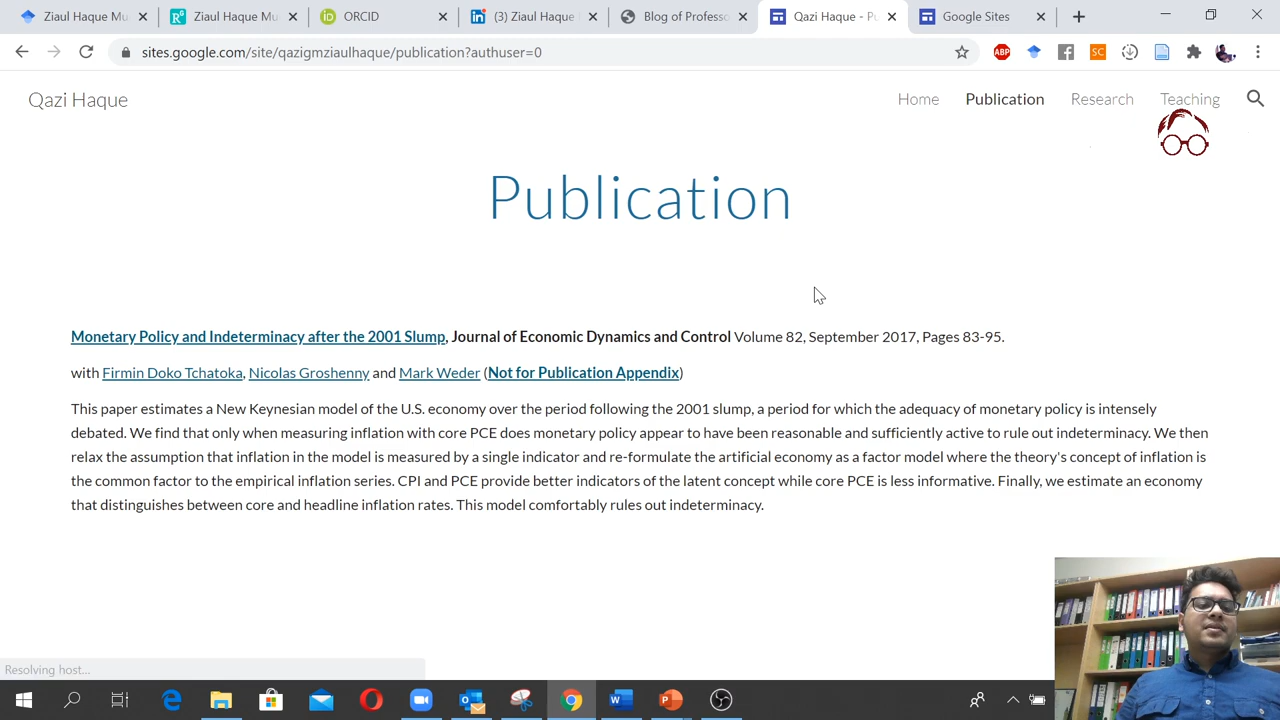 Ziaul Haque Mu
Ziaul Haque Mu
ORCID
(3) Ziaul Haque
Blog of Professo
Qazi Haque - Pu
Google Sites
sites.google.com/site/qazigmziaulhaque/publication?authuser=0
ABP
SC
Qazi Haque
Home
Publication
Research
Teaching
Publication
Monetary Policy and Indeterminacy after the 2001 Slump, Journal of Economic Dynamics and Control Volume 82, September 2017, Pages 83-95.
with Firmin Doko Tchatoka, Nicolas Groshenny and Mark Weder (Not for Publication Appendix)
This paper estimates a New Keynesian model of the U.S. economy over the period following the 2001 slump, a period for which the adequacy of monetary policy is intensely
debated. We find that only when measuring inflation with core PCE does monetary policy appear to have been reasonable and sufficiently active to rule out indeterminacy. We then
relax the assumption that inflation in the model is measured by a single indicator and re-formulate the artificial economy as a factor model where the theory's concept of inflation is
the common factor to the empirical inflation series. CPI and PCE provide better indicators of the latent concept while core PCE is less informative. Finally, we estimate an economy
that distinguishes between core and headline inflation rates. This model comfortably rules out indeterminacy.
Resolving host...